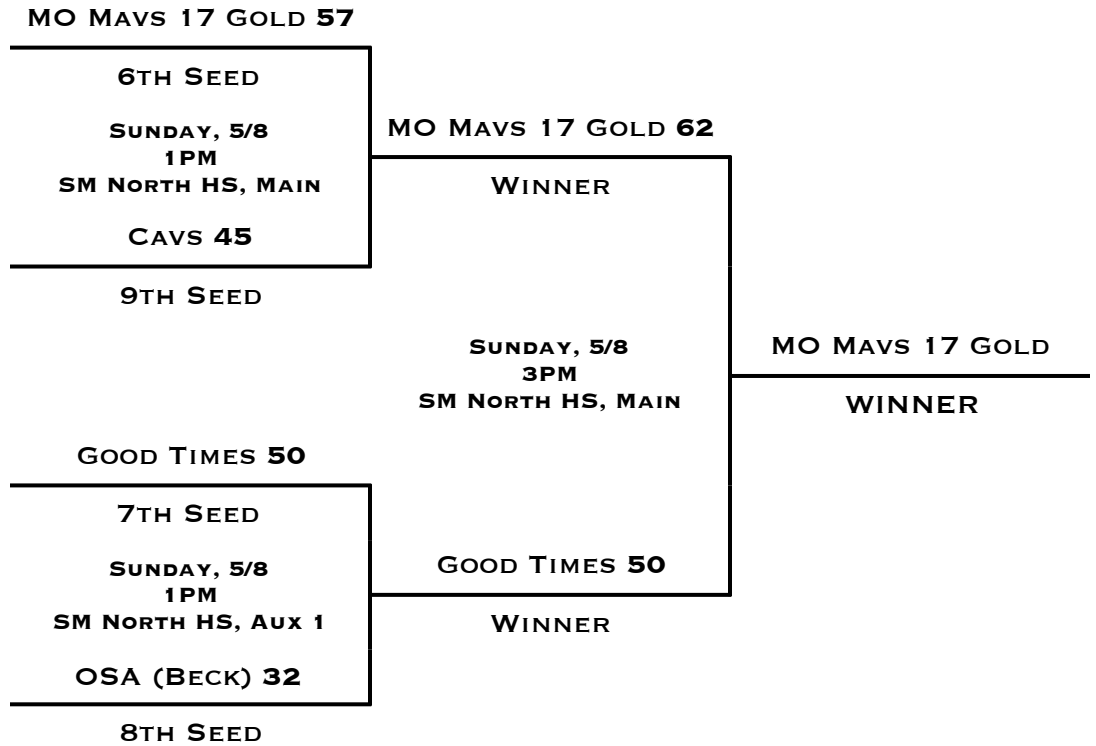 MO Mavs 17 Gold 57
6th Seed
Sunday, 5/8
1PM
SM North HS, Main
Cavs 45
9th Seed
MO Mavs 17 Gold 62
Winner
Sunday, 5/8
3PM
SM North HS, Main
MO Mavs 17 Gold
WINNER
Good Times 50
7th Seed
Sunday, 5/8
1PM
SM North HS, Aux 1
OSA (Beck) 32
8th Seed
Good Times 50
Winner